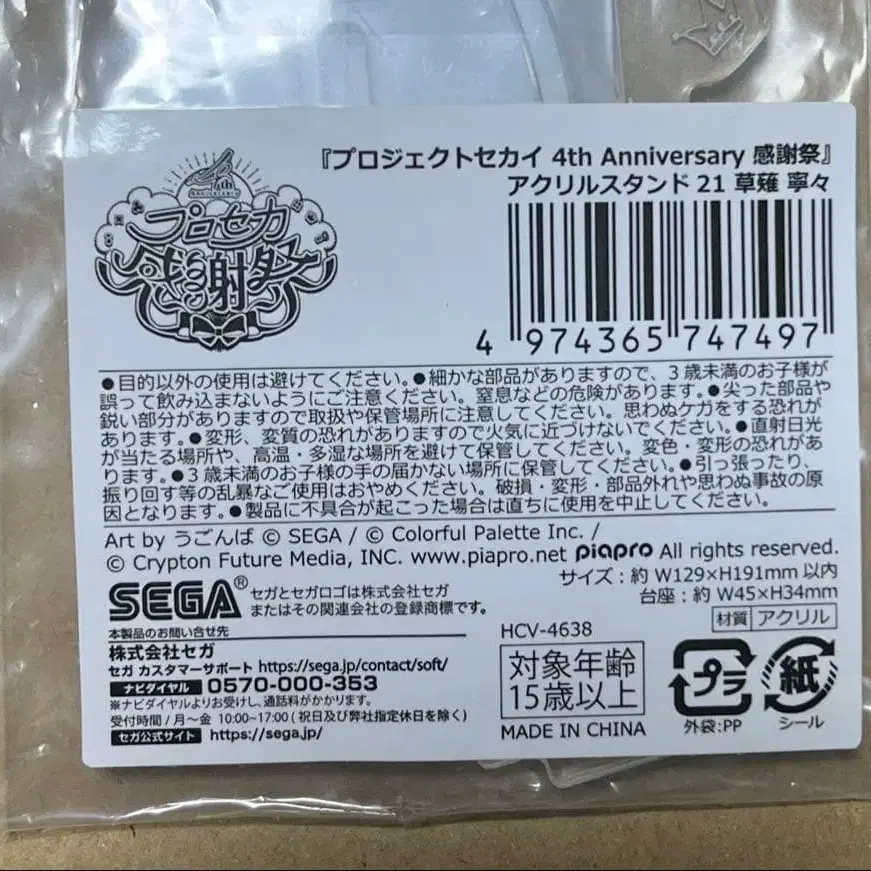 プロセカ
感謝祭
『プロジェクトセカイ 4th Anniversary 感謝祭』
アクリルスタンド 21 草薙 寧々
4 974365 747497
●目的以外の使用は避けてください。●細かな部品がありますので、3歳未満のお子様が
誤って飲み込まないようにご注意ください。窒息などの危険があります。●尖った部品や
鋭い部分がありますので取扱や保管場所に注意してください。思わぬケガをする恐れが
あります。●変形、変質の恐れがありますので火気に近づけないでください。●直射日光
が当たる場所や、高温・多湿な場所を避けて保管してください。変色・変形の恐れがあ
ります。●3歳未満のお子様の手の届かない場所に保管してください。●引っ張ったり、
振り回す等の乱暴なご使用はおやめください。破損・変形・部品外れや思わぬ事故の原
因となります。●製品に不具合が起こった場合は直ちに使用を中止してください。
Art by うごんば © SEGA / © Colorful Palette Inc. /
© Crypton Future Media, INC. www.piapro.net piapro All rights reserved.
SEGA® セガとセガロゴは株式会社セガ
またはその関連会社の登録商標です。
サイズ：約 W129×H191mm 以内
台座：約 W45×H34mm
材質 アクリル
本製品のお問い合せ先
株式会社セガ
セガ カスタマーサポート https://sega.jp/contact/soft/
ナビダイヤル 0570-000-353
※ナビダイヤルよりお受けし、通話料がかかります。
受付時間 / 月～金 10:00~17:00 ( 祝日及び弊社指定休日を除く )
セガ公式サイト https://sega.jp/
HCV-4638
対象年齢
15歳以上
MADE IN CHINA
プラ
外袋:PP
紙
シール